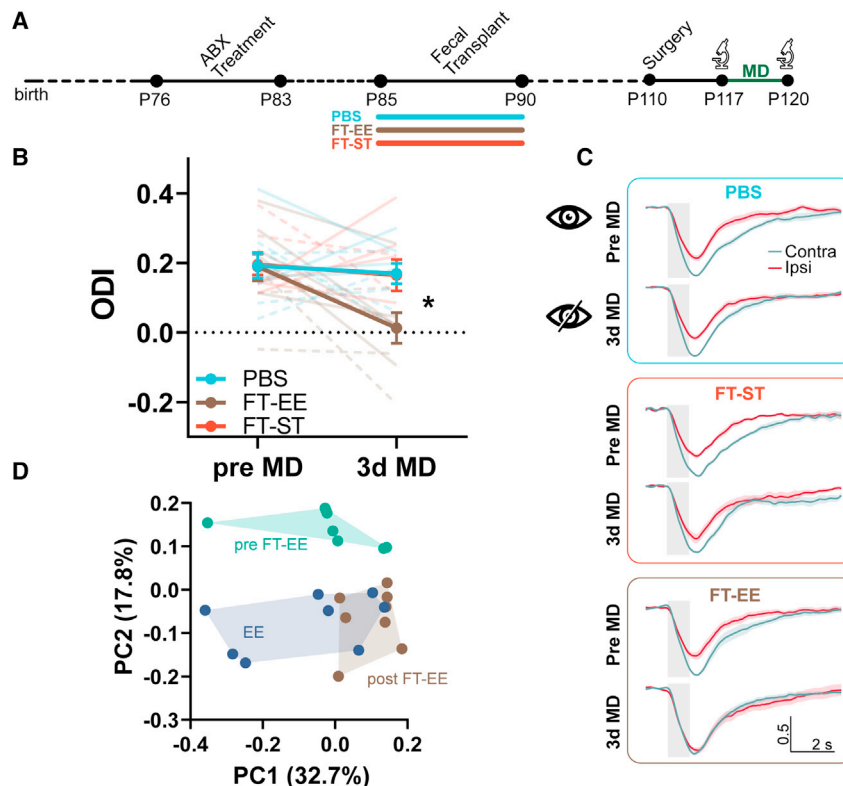 A
ABX
Treatment
Fecal
Transplant
Surgery
MD
birth
P76
P83
P85
P90
P110
P117
P120
PBS
FT-EE
FT-ST
B
ODI
0.4
0.2
0.0
-0.2
*
PBS
FT-EE
FT-ST
pre MD
3d MD
C
PBS
Pre MD
Contra
Ipsi
3d MD
FT-ST
Pre MD
3d MD
FT-EE
Pre MD
3d MD
0.5
2 s
D
PC2 (17.8%)
0.2
0.1
0.0
-0.1
-0.2
-0.3
pre FT-EE
EE
post FT-EE
-0.4
-0.2
0.0
0.2
PC1 (32.7%)